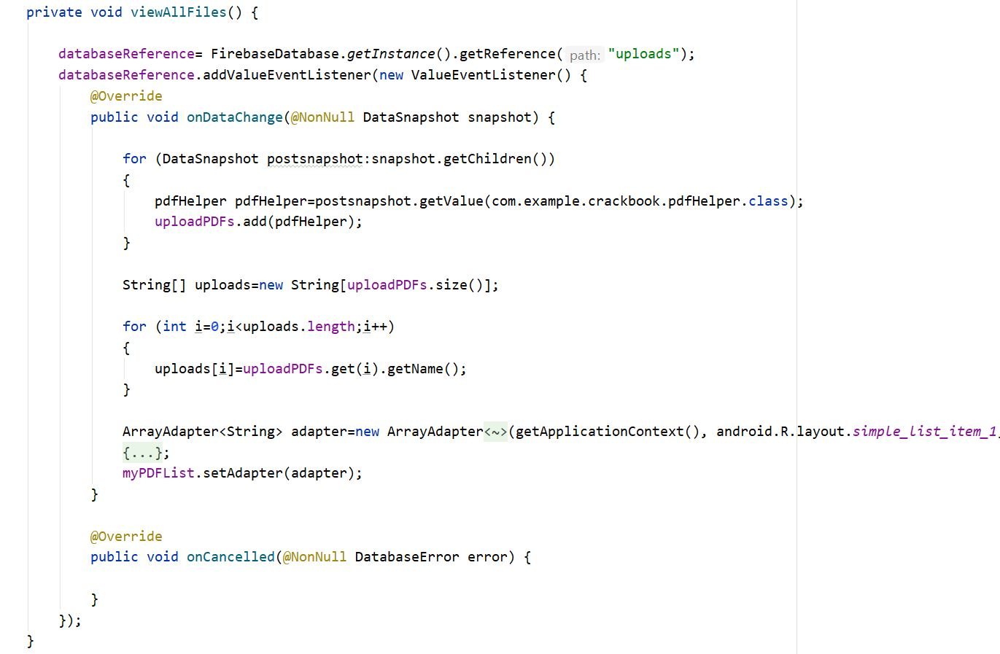 private void viewAllFiles() {
databaseReference= FirebaseDatabase.getInstance().getReference( path: "uploads");
databaseReference.addValueEventListener(new ValueEventListener() {
@Override
public void onDataChange(@NonNull DataSnapshot snapshot) {
for (DataSnapshot postsnapshot:snapshot.getChildren())
{
pdfHelper pdfHelper=postsnapshot.getValue(com.example.crackbook.pdfHelper.class);
uploadPDFs.add(pdfHelper);
}
String[] uploads=new String[uploadPDFs.size()];
for (int i=0;i<uploads.length;i++)
{
uploads[i]=uploadPDFs.get(i).getName();
}
ArrayAdapter<String> adapter=new ArrayAdapter<~>(getApplicationContext(), android.R.layout.simple_list_item_1,
{...};
myPDFList.setAdapter(adapter);
}
@Override
public void onCancelled(@NonNull DatabaseError error) {
}
});
}